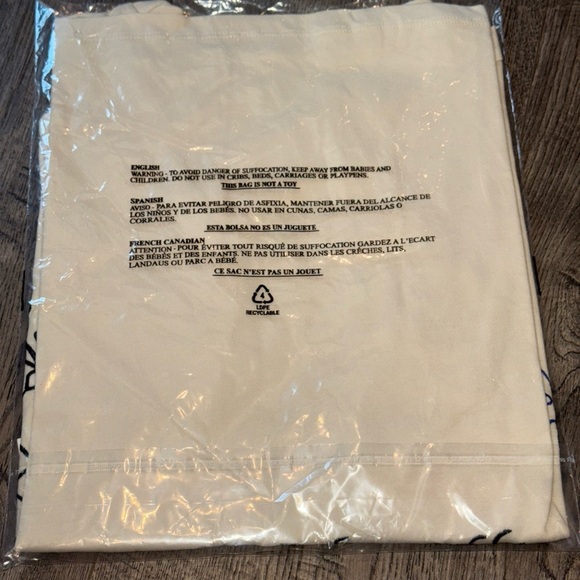 ENGLISH
WARNING - TO AVOID DANGER OF SUFFOCATION, KEEP AWAY FROM BABIES AND
CHILDREN. DO NOT USE IN CRIBS, BEDS, CARRIAGES OR PLAYPENS.
THIS BAG IS NOT A TOY
SPANISH
AVISO - PARA EVITAR PELIGRO DE ASFIXIA, MANTENER FUERA DEL ALCANCE DE
LOS NIÑOS Y DE LOS BEBÉS. NO USAR EN CUNAS, CAMAS, CARRIOLAS O
CORRALES.
ESTA BOLSA NO ES UN JUGUETE
FRENCH CANADIAN
ATTENTION - POUR ÉVITER TOUT RISQUÉ DE SUFFOCATION GARDEZ A L'ECART
DES BÉBÉS ET DES ENFANTS. NE PAS UTILISER DANS LES CRÈCHES, LITS,
LANDAUS OU PARC A BÉBÉ.
CE SAC N'EST PAS UN JOUET
4
LDPE
RECYCLABLE